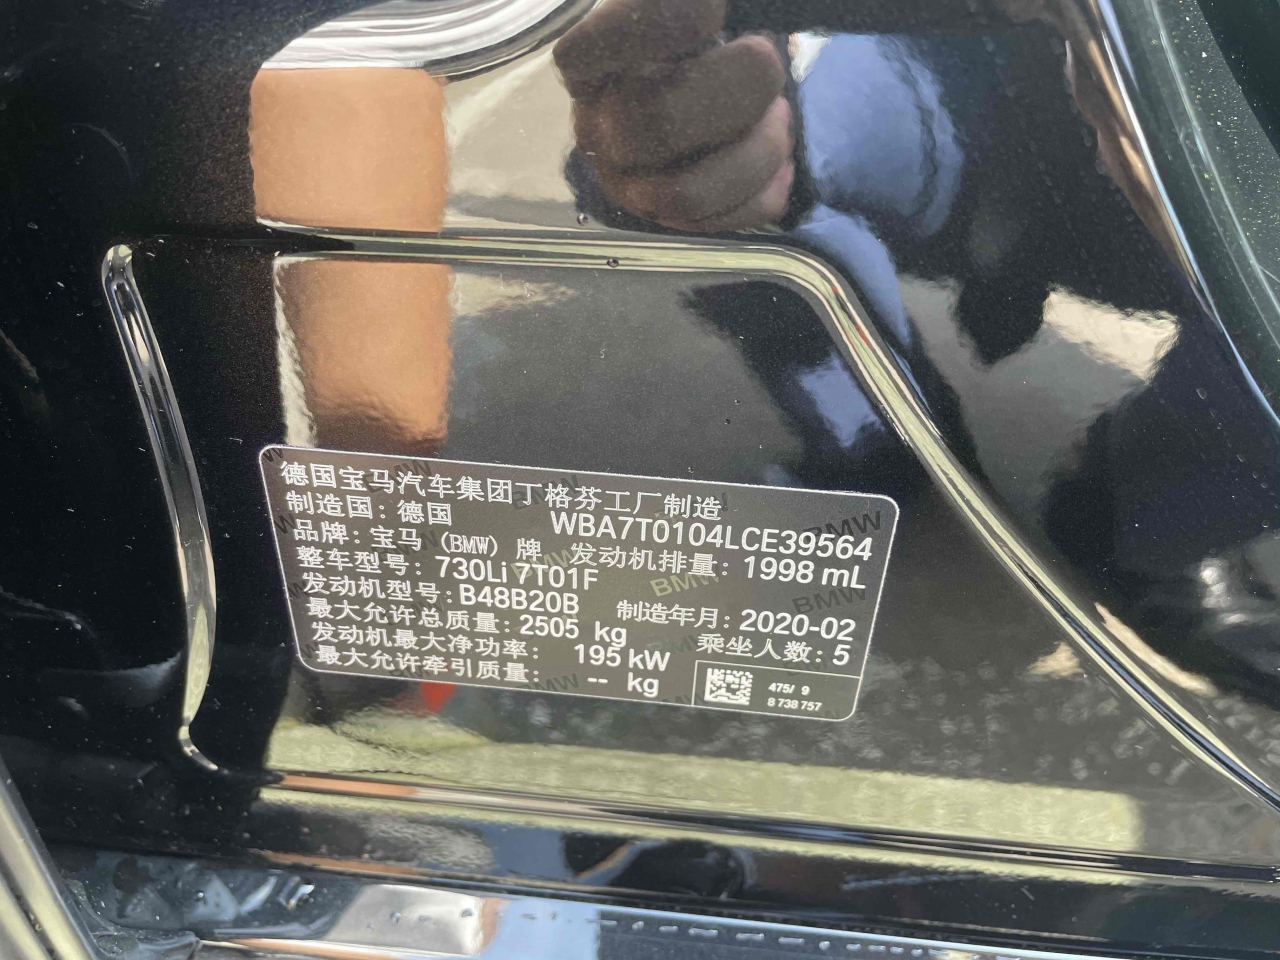 德国宝马汽车集团丁格芬工厂制造
制造国：德国 WBA7T0104LCE39564
品牌：宝马（BMW）牌 发动机排量：1998 mL
整车型号：730Li 7T01F
发动机型号：B48B20B 制造年月：2020-02
最大允许总质量：2505 kg 乘坐人数：5
发动机最大净功率： 195 kW
最大允许牵引质量： -- kg
475/ 9
8 738 757